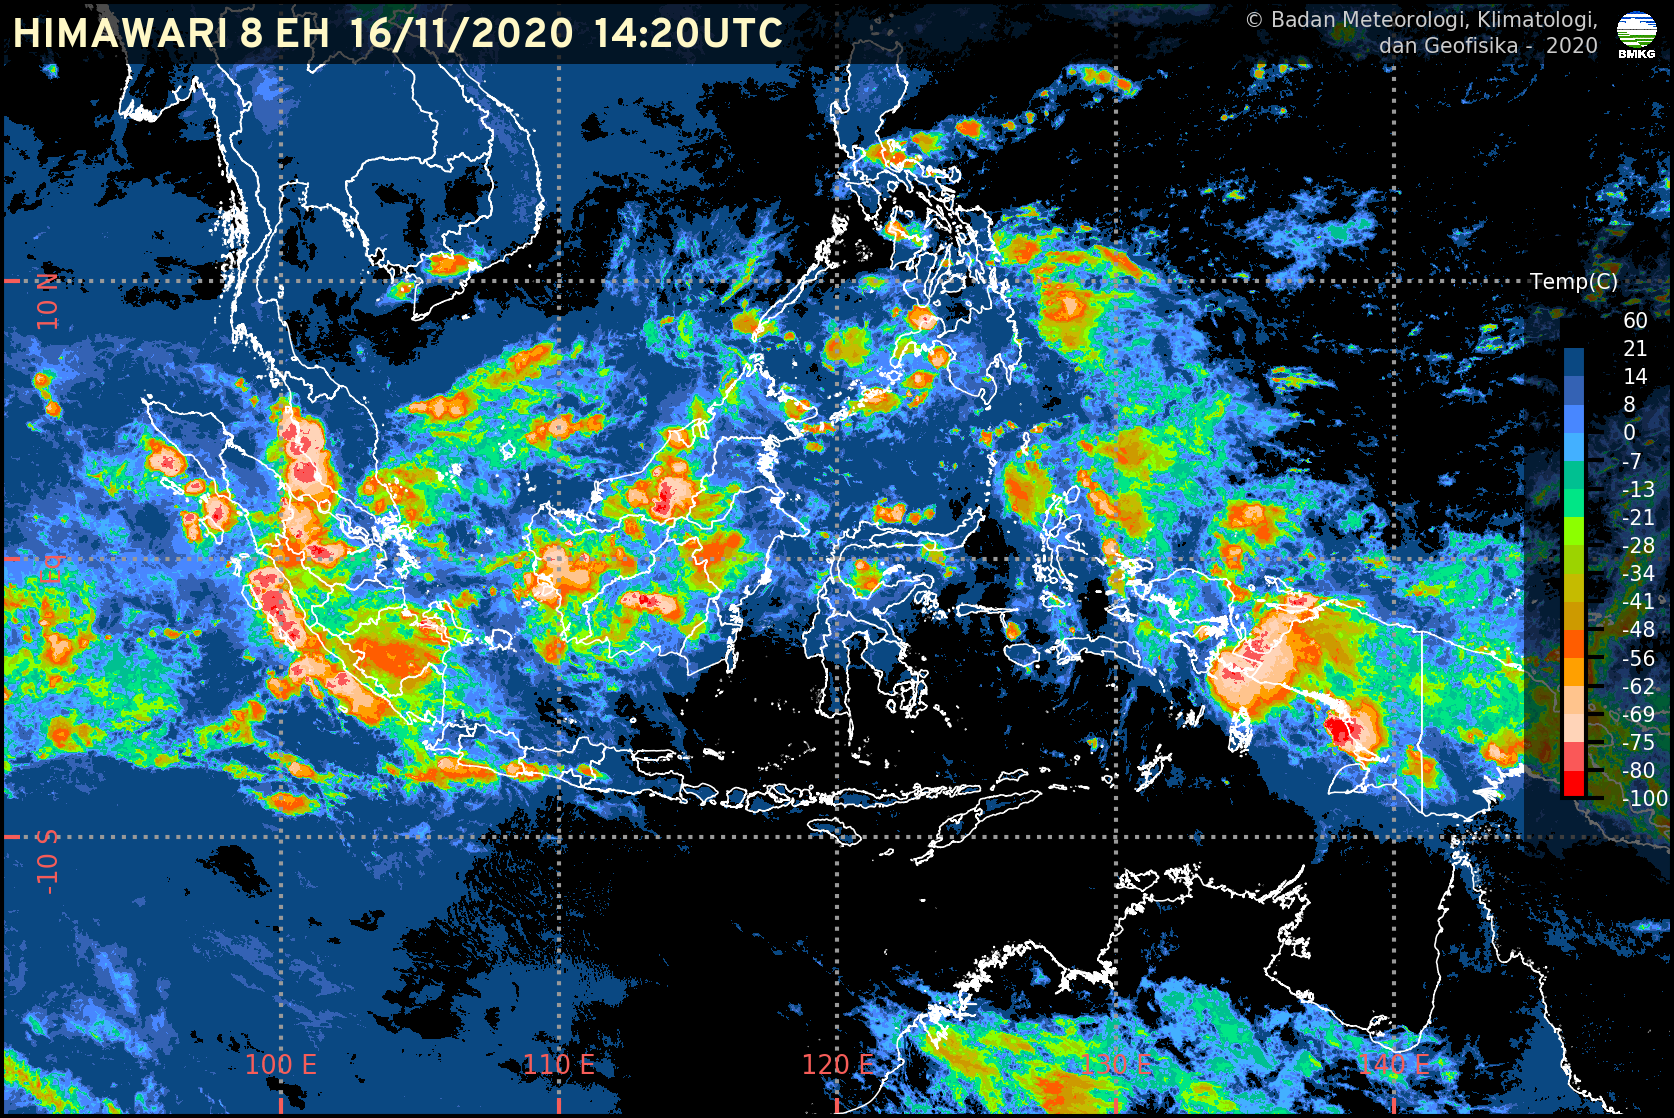 HIMAWARI 8 EH 16/11/2020 14:20UTC
© Badan Meteorologi, Klimatologi,
dan Geofisika - 2020
BMKG
10 N
Eq
-10 S
Temp(C)
60
21
14
8
0
-7
-13
-21
-28
-34
-41
-48
-56
-62
-69
-75
-80
-100
100 E
110 E
120 E
130 E
140 E